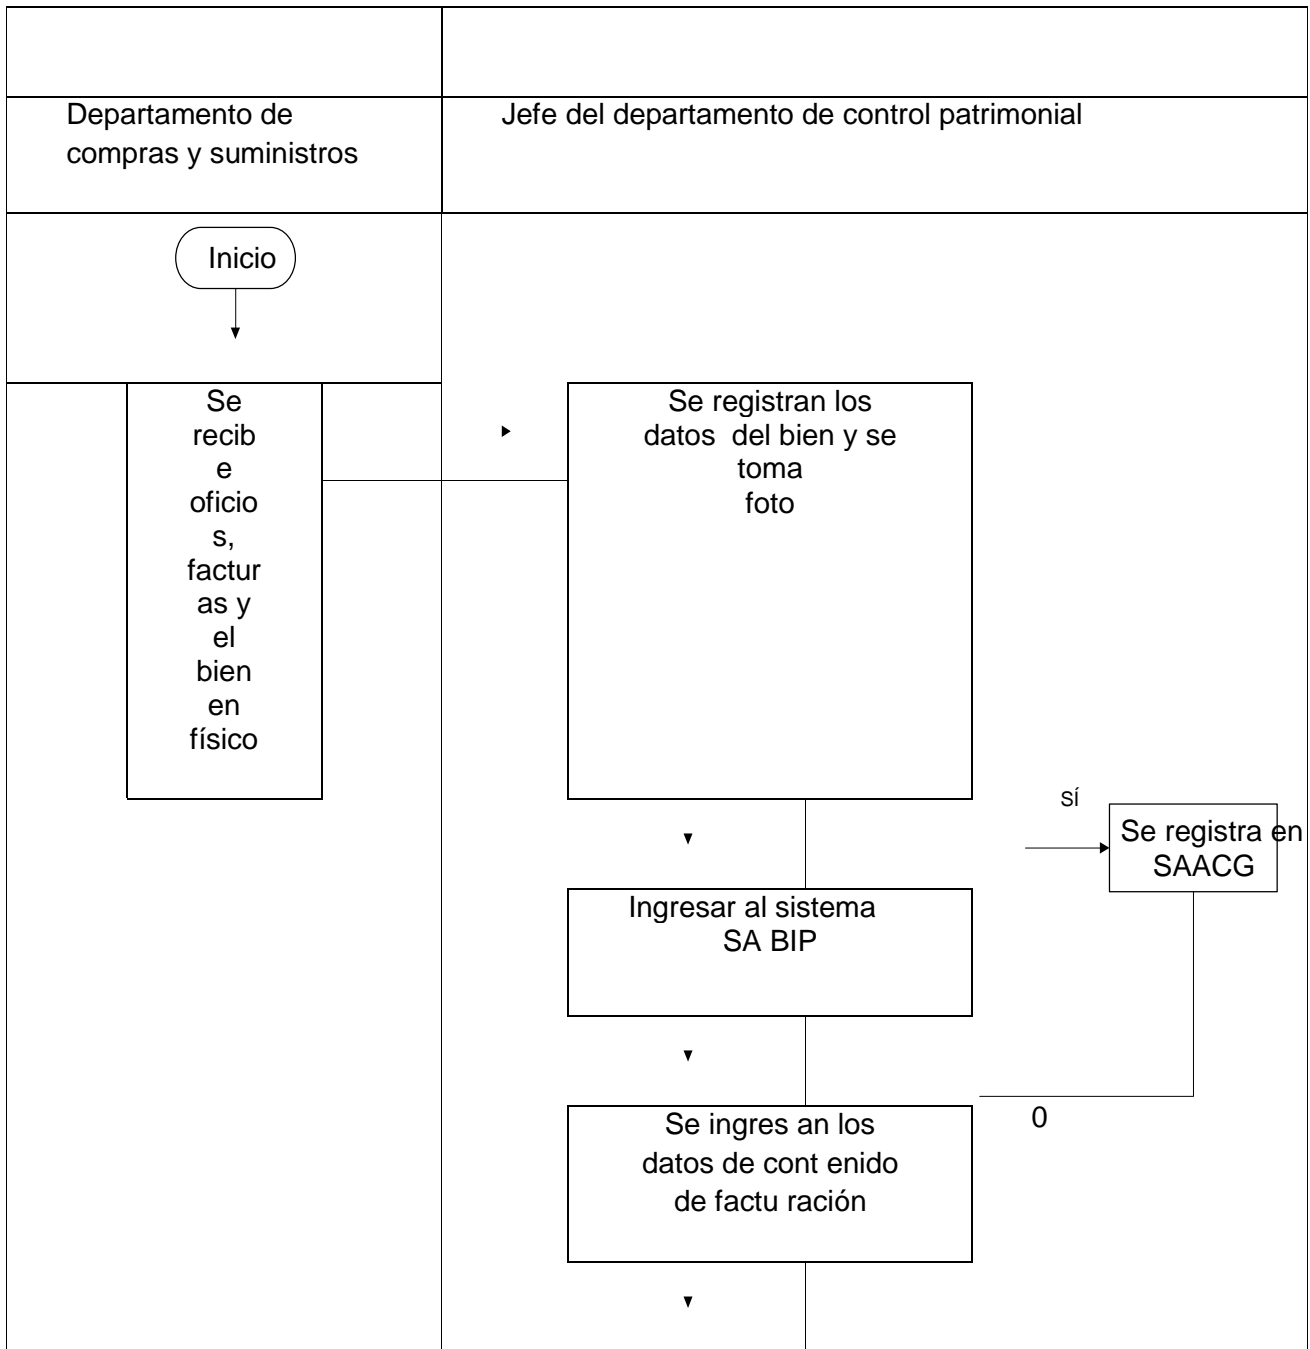 Departamento de
compras y suministros
Jefe del departamento de control patrimonial
Inicio
Se
recib
e
oficio
s,
factur
as y
el
bien
en
físico
Se registran los
datos del bien y se
toma
foto
SÍ
Se registra en
SAACG
Ingresar al sistema
SA BIP
0
Se ingres an los
datos de cont enido
de factu ración